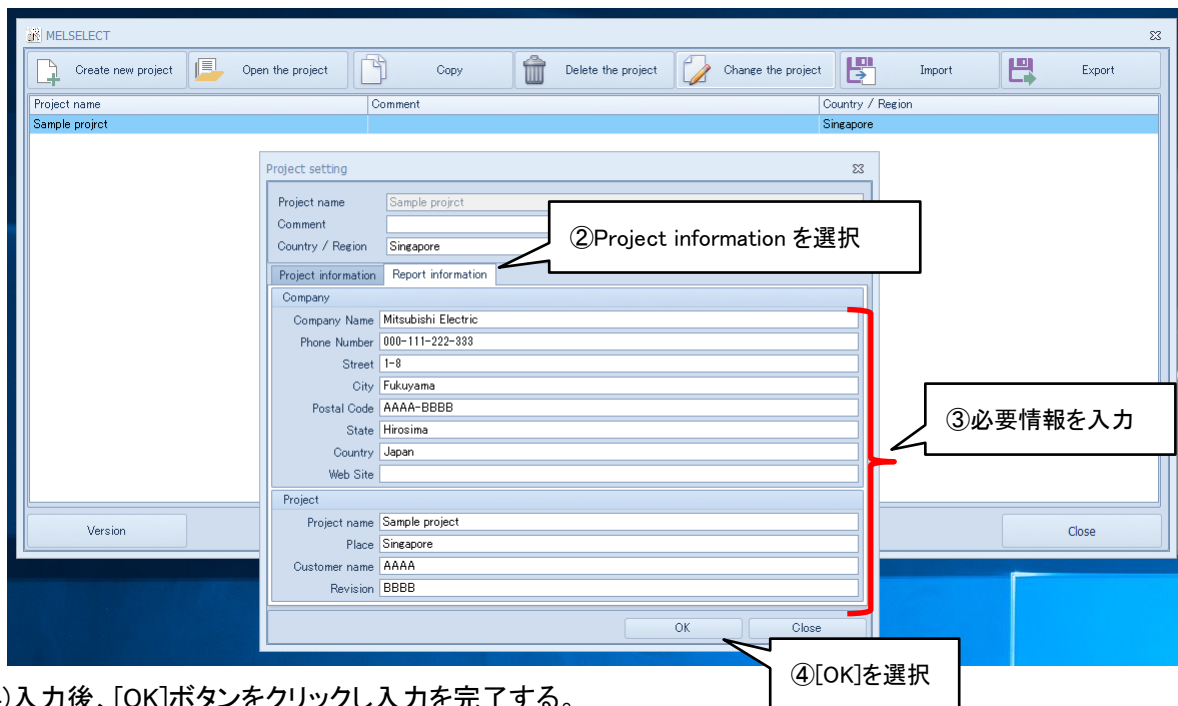 MELSELECT
Create new project Open the project Copy Delete the project Change the project Import Export
Project name Comment Country / Region
Sample projrct Singapore
Project setting
Project name Sample projrct
Comment
Country / Region Singapore
②Project information を選択
Project information Report information
Company
Company Name Mitsubishi Electric
Phone Number 000-111-222-333
Street 1-8
City Fukuyama
Postal Code AAAA-BBBB
State Hirosima
Country Japan
Web Site
③必要情報を入力
Project
Project name Sample project
Place Singapore
Customer name AAAA
Revision BBBB
Version Close
OK Close
④[OK]を選択
)入力後、[OK]ボタンをクリックし入力を完了する。